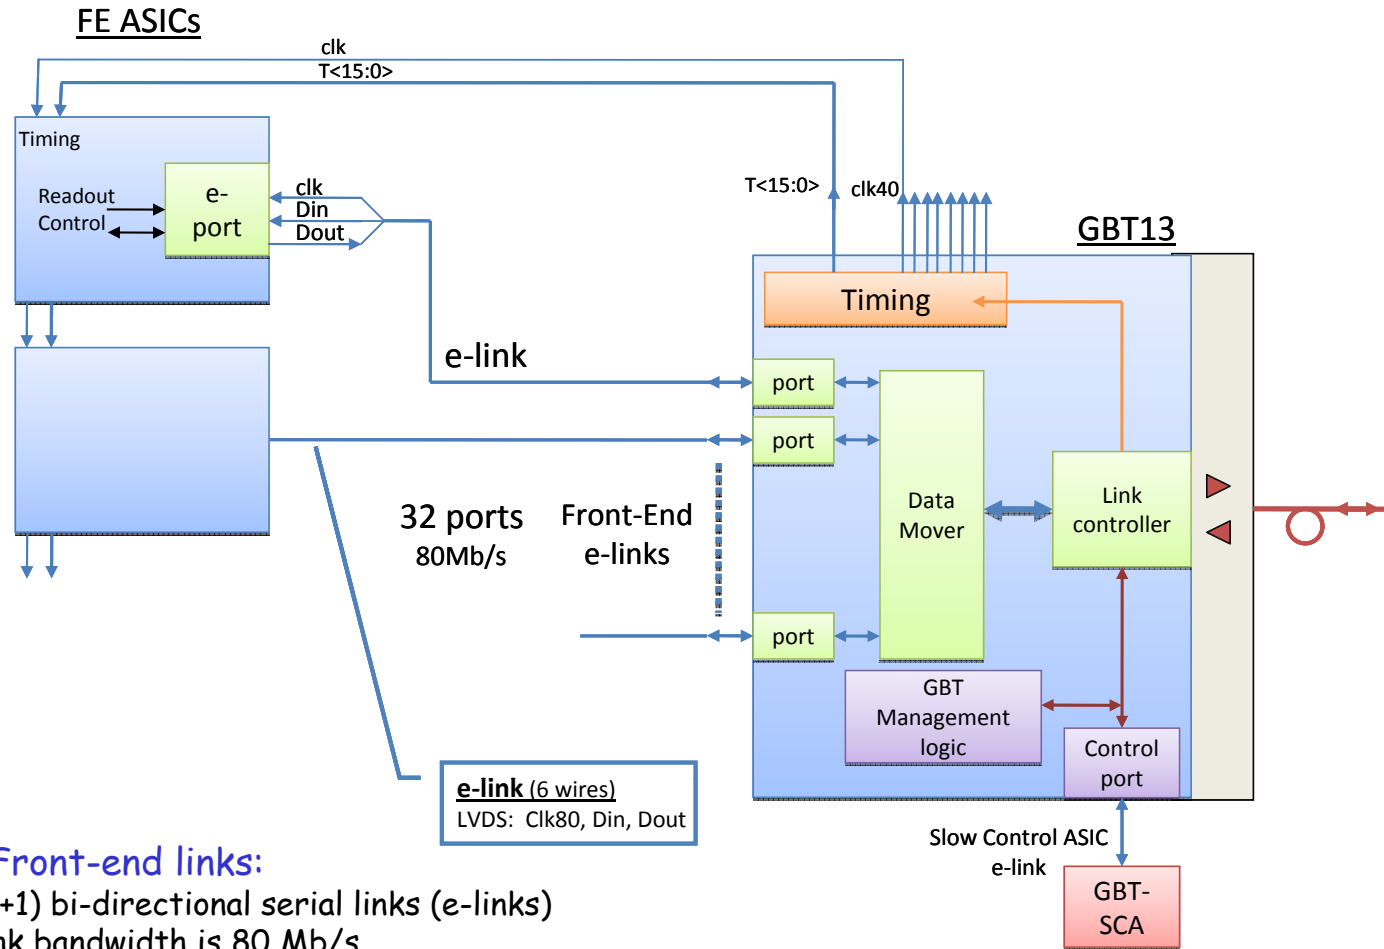 FE ASICs
clk
T<15:0>
Timing
Readout
Control
e-
port
clk
Din
Dout
T<15:0>
clk40
GBT13
Timing
e-link
port
port
port
32 ports
80Mb/s
Front-End
e-links
Data
Mover
Link
controller
GBT
Management
logic
Control
port
e-link (6 wires)
LVDS: Clk80, Din, Dout
Slow Control ASIC
e-link
GBT-
SCA
Front-end links:
+1) bi-directional serial links (e-links)
bandwidth is 80 Mb/s